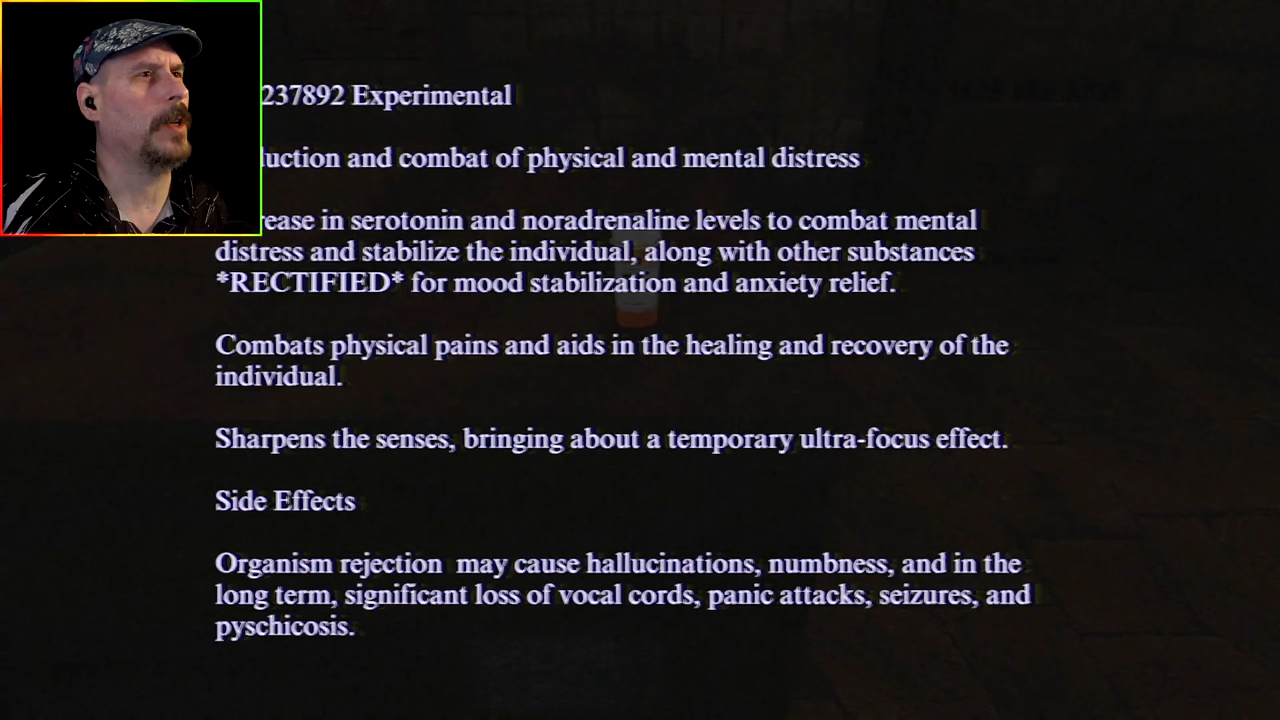 237892 Experimental
and combat of physical and mental distress
in serotonin and noradrenaline levels to combat mental
distress and stabilize the individual, along with other substances
*RECTIFIED* for mood stabilization and anxiety relief.
Combats physical pains and aids in the healing and recovery of the
individual.
Sharpens the senses, bringing about a temporary ultra-focus effect.
Side Effects
Organism rejection  may cause hallucinations, numbness, and in the
long term, significant loss of vocal cords, panic attacks, seizures, and
pyschicosis.